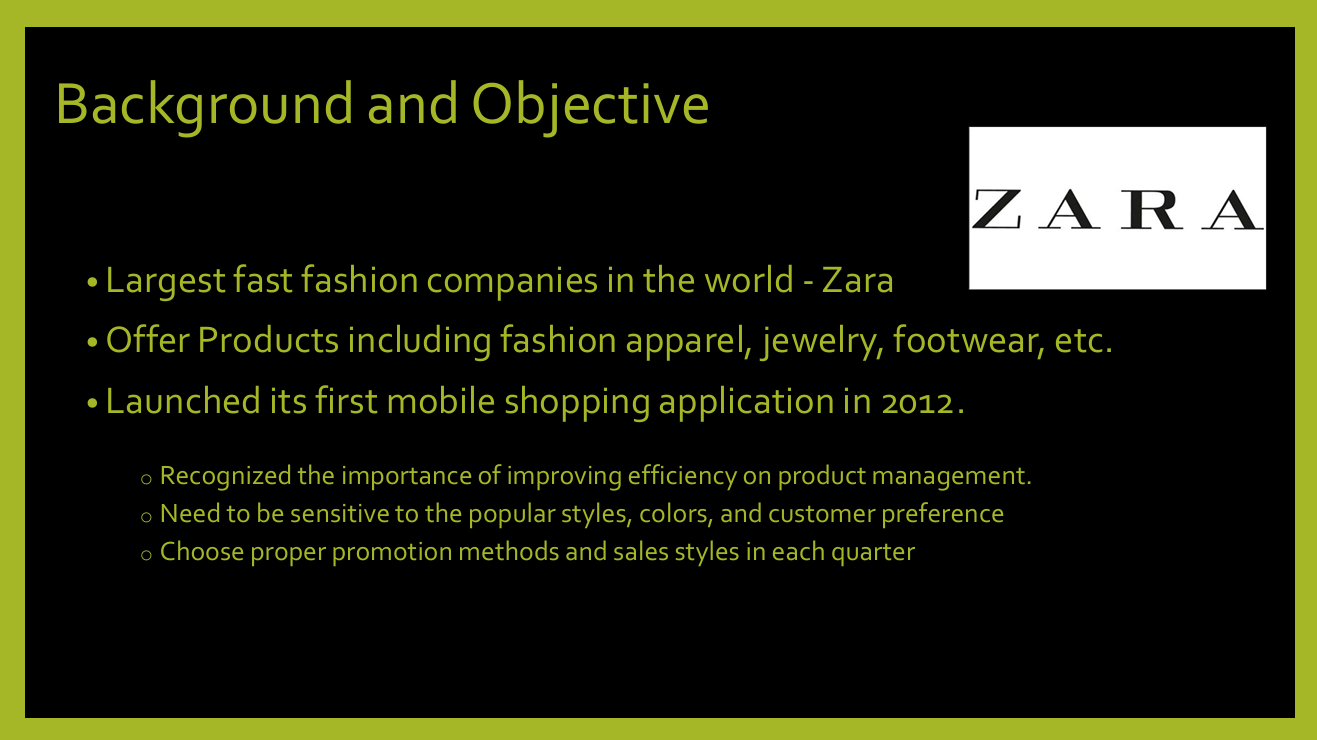 Background and Objective
ZARA
• Largest fast fashion companies in the world - Zara
• Offer Products including fashion apparel, jewelry, footwear, etc.
• Launched its first mobile shopping application in 2012.
o Recognized the importance of improving efficiency on product management.
o Need to be sensitive to the popular styles, colors, and customer preference
o Choose proper promotion methods and sales styles in each quarter